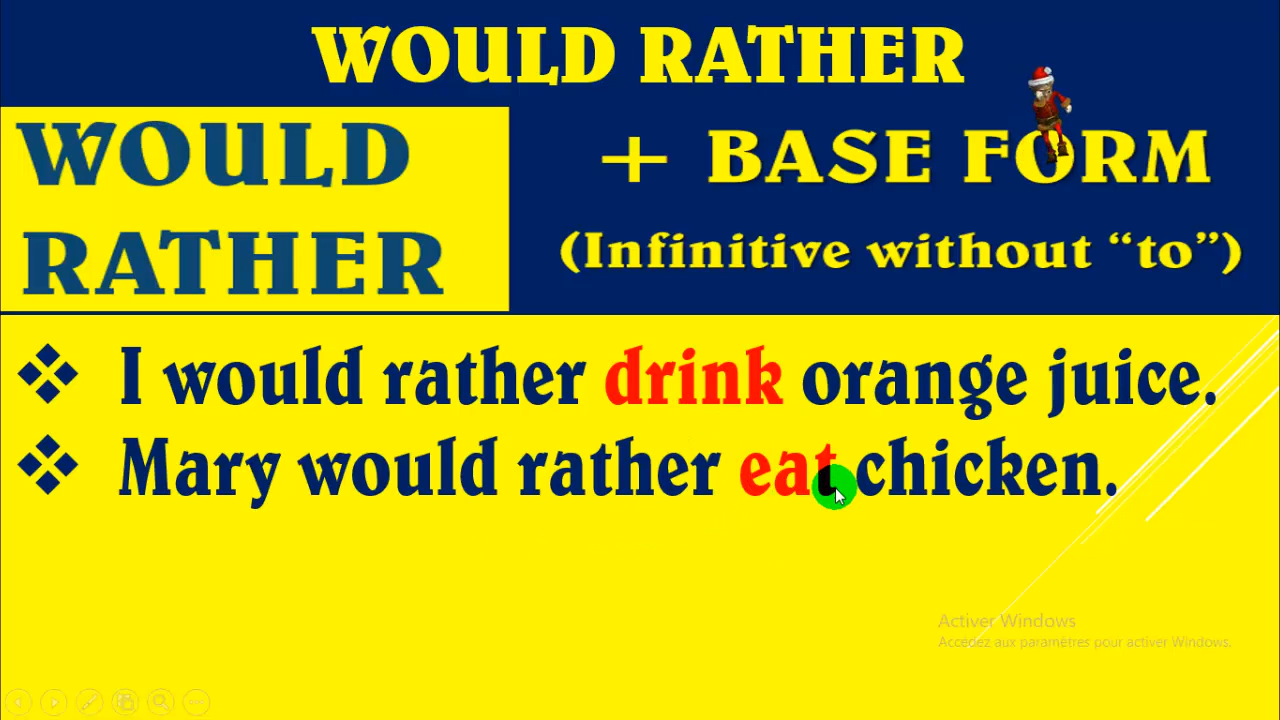 WOULD RATHER
WOULD
RATHER
+ BASE FORM
(Infinitive without “to”)
❖ I would rather drink orange juice.
❖ Mary would rather eat chicken.
Activer Windows
Accédez aux paramètres pour activer Windows.